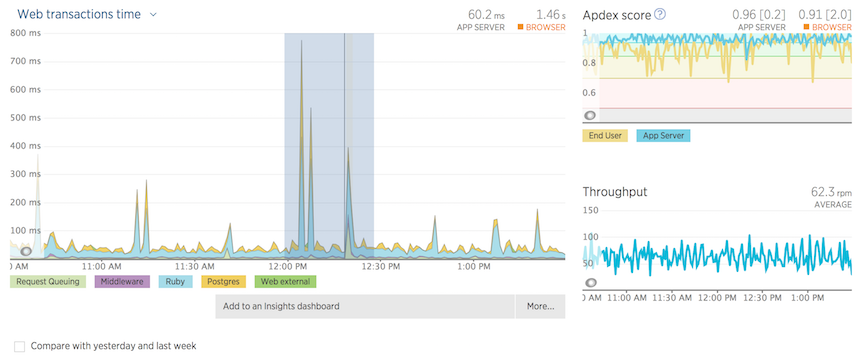 Web transactions time
60.2 ms
APP SERVER
1.46 s
BROWSER
800 ms
700 ms
600 ms
500 ms
400 ms
300 ms
200 ms
100 ms
0 AM
11:00 AM
11:30 AM
12:00 PM
12:30 PM
1:00 PM
Request Queuing
Middleware
Ruby
Postgres
Web external
Add to an Insights dashboard
More...
Compare with yesterday and last week
Apdex score ?
0.96 [0.2]
APP SERVER
0.91 [2.0]
BROWSER
1
0.8
0.6
End User
App Server
Throughput
62.3 rpm
AVERAGE
150
100
50
0 AM
11:00 AM
11:30 AM
12:00 PM
12:30 PM
1:00 PM